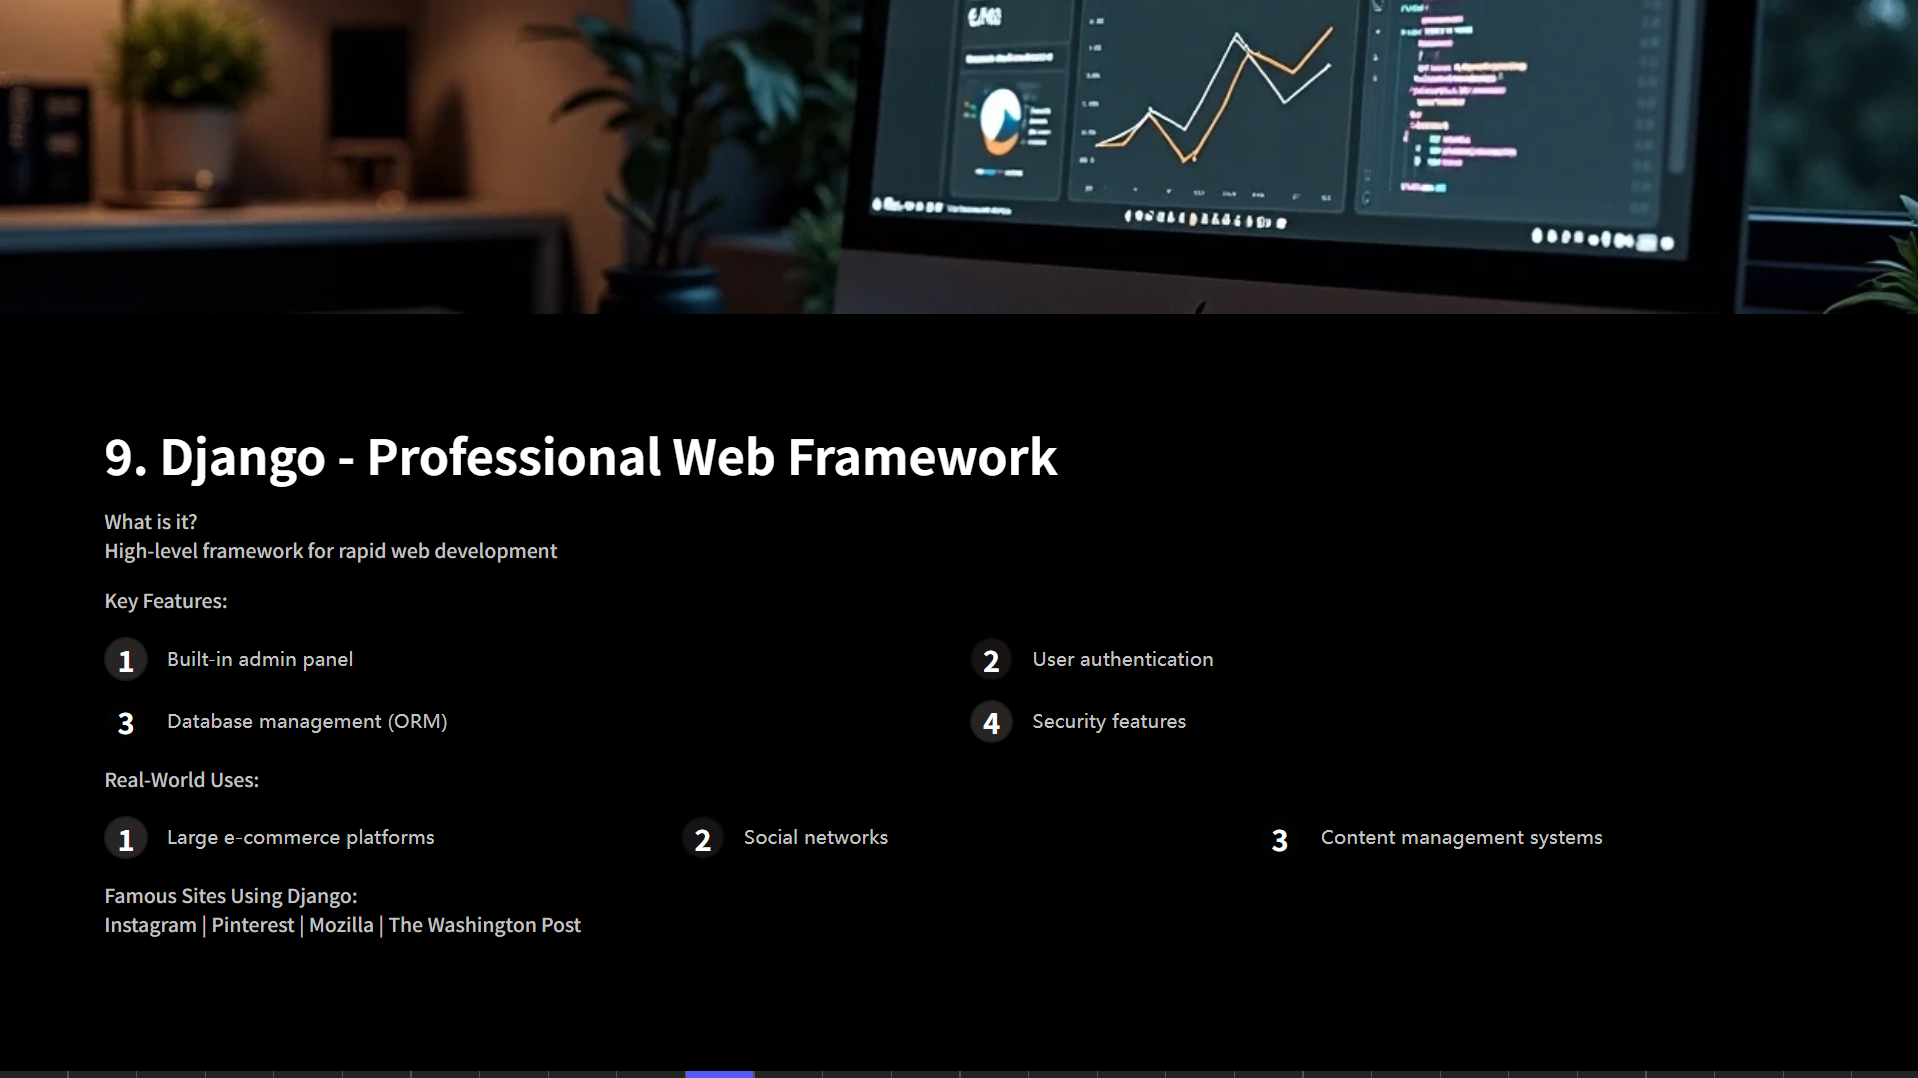 9. Django - Professional Web Framework
What is it?
High-level framework for rapid web development
Key Features:
1 Built-in admin panel
2 User authentication
3 Database management (ORM)
4 Security features
Real-World Uses:
1 Large e-commerce platforms
2 Social networks
3 Content management systems
Famous Sites Using Django:
Instagram | Pinterest | Mozilla | The Washington Post